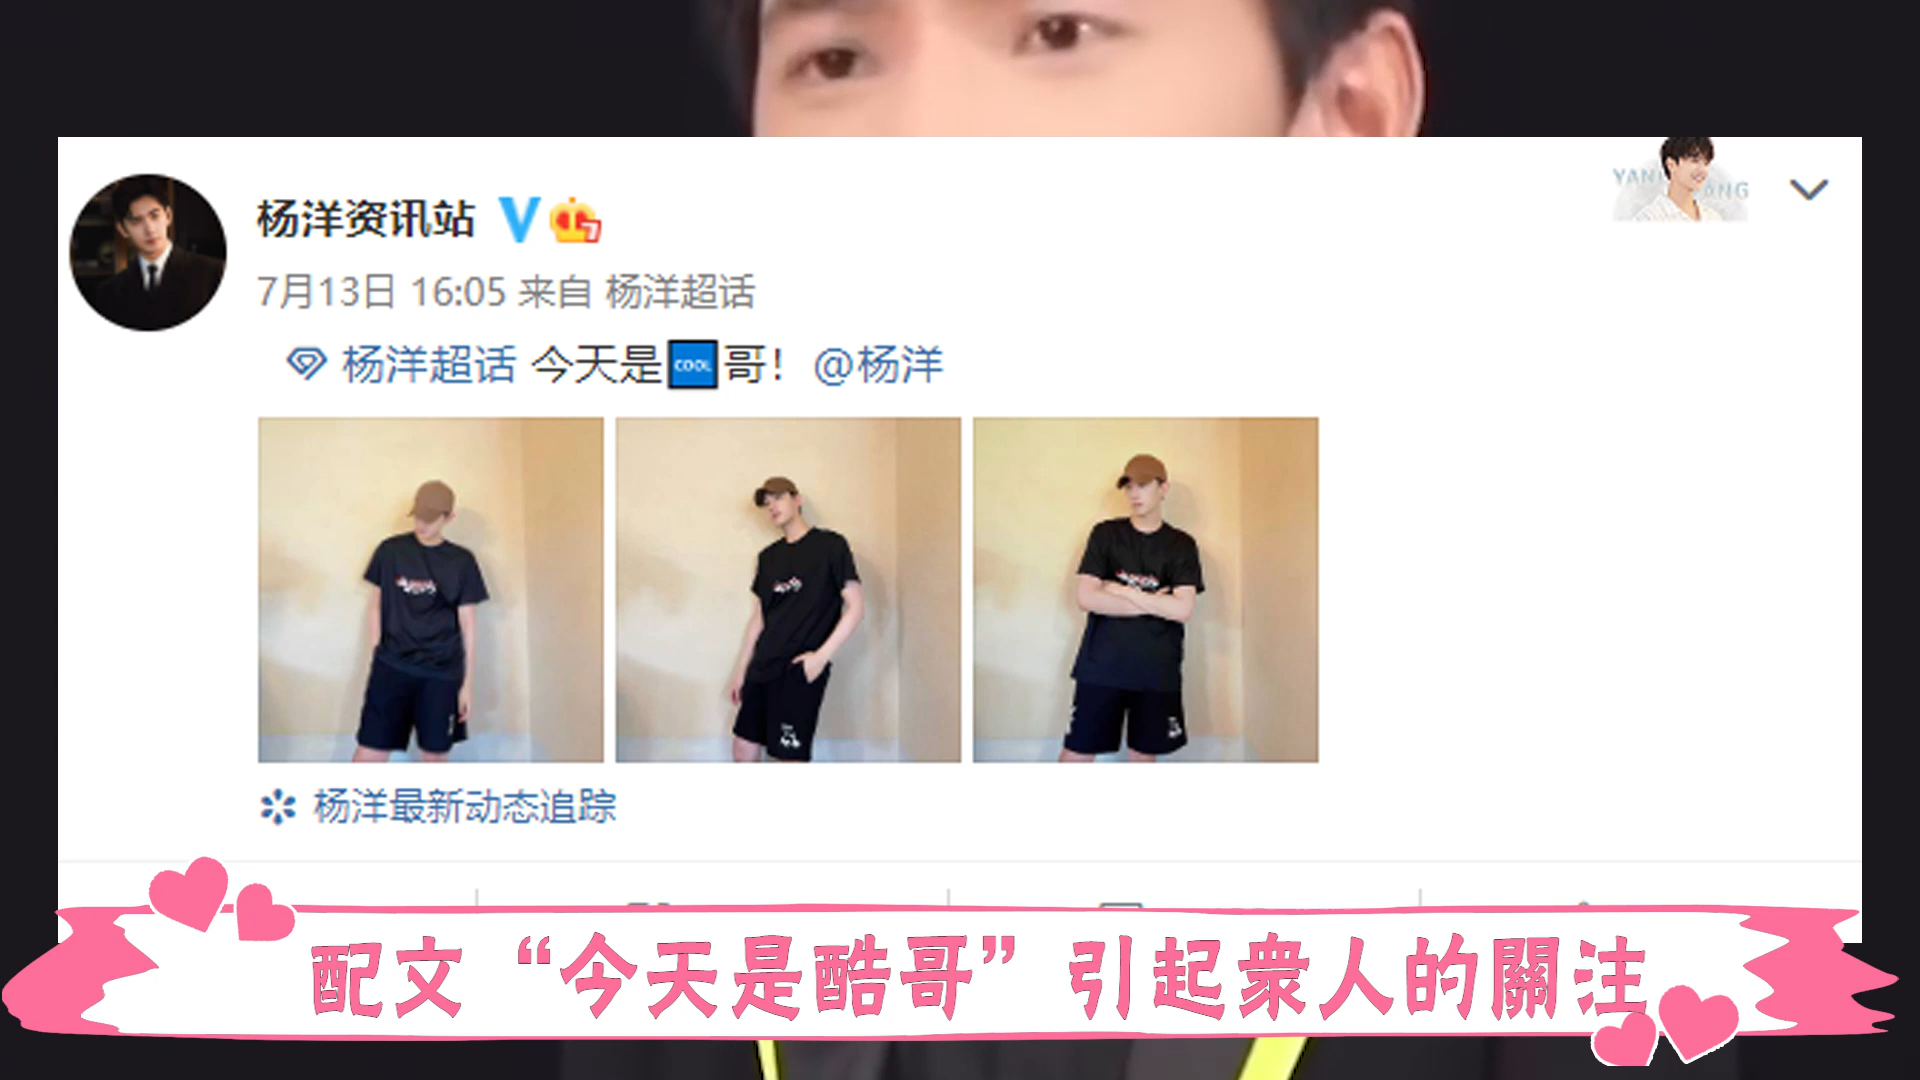 杨洋资讯站
7月13日 16:05 来自 杨洋超话
杨洋超话 今天是COOL哥！ @杨洋
杨洋最新动态追踪
配文“今天是酷哥”引起衆人的關注